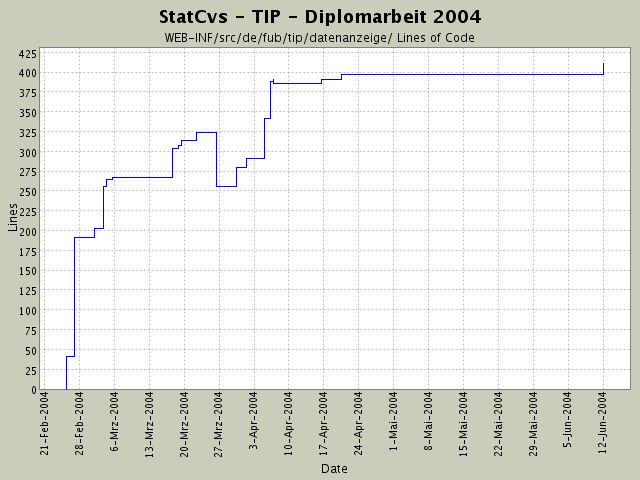 StatCvs - TIP - Diplomarbeit 2004
WEB-INF/src/de/fub/tip/datenanzeige/ Lines of Code
Lines
425
400
375
350
325
300
275
250
225
200
175
150
125
100
75
50
25
0
21-Feb-2004
28-Feb-2004
6-Mrz-2004
13-Mrz-2004
20-Mrz-2004
27-Mrz-2004
3-Apr-2004
10-Apr-2004
17-Apr-2004
24-Apr-2004
1-Mai-2004
8-Mai-2004
15-Mai-2004
22-Mai-2004
29-Mai-2004
5-Jun-2004
12-Jun-2004
Date